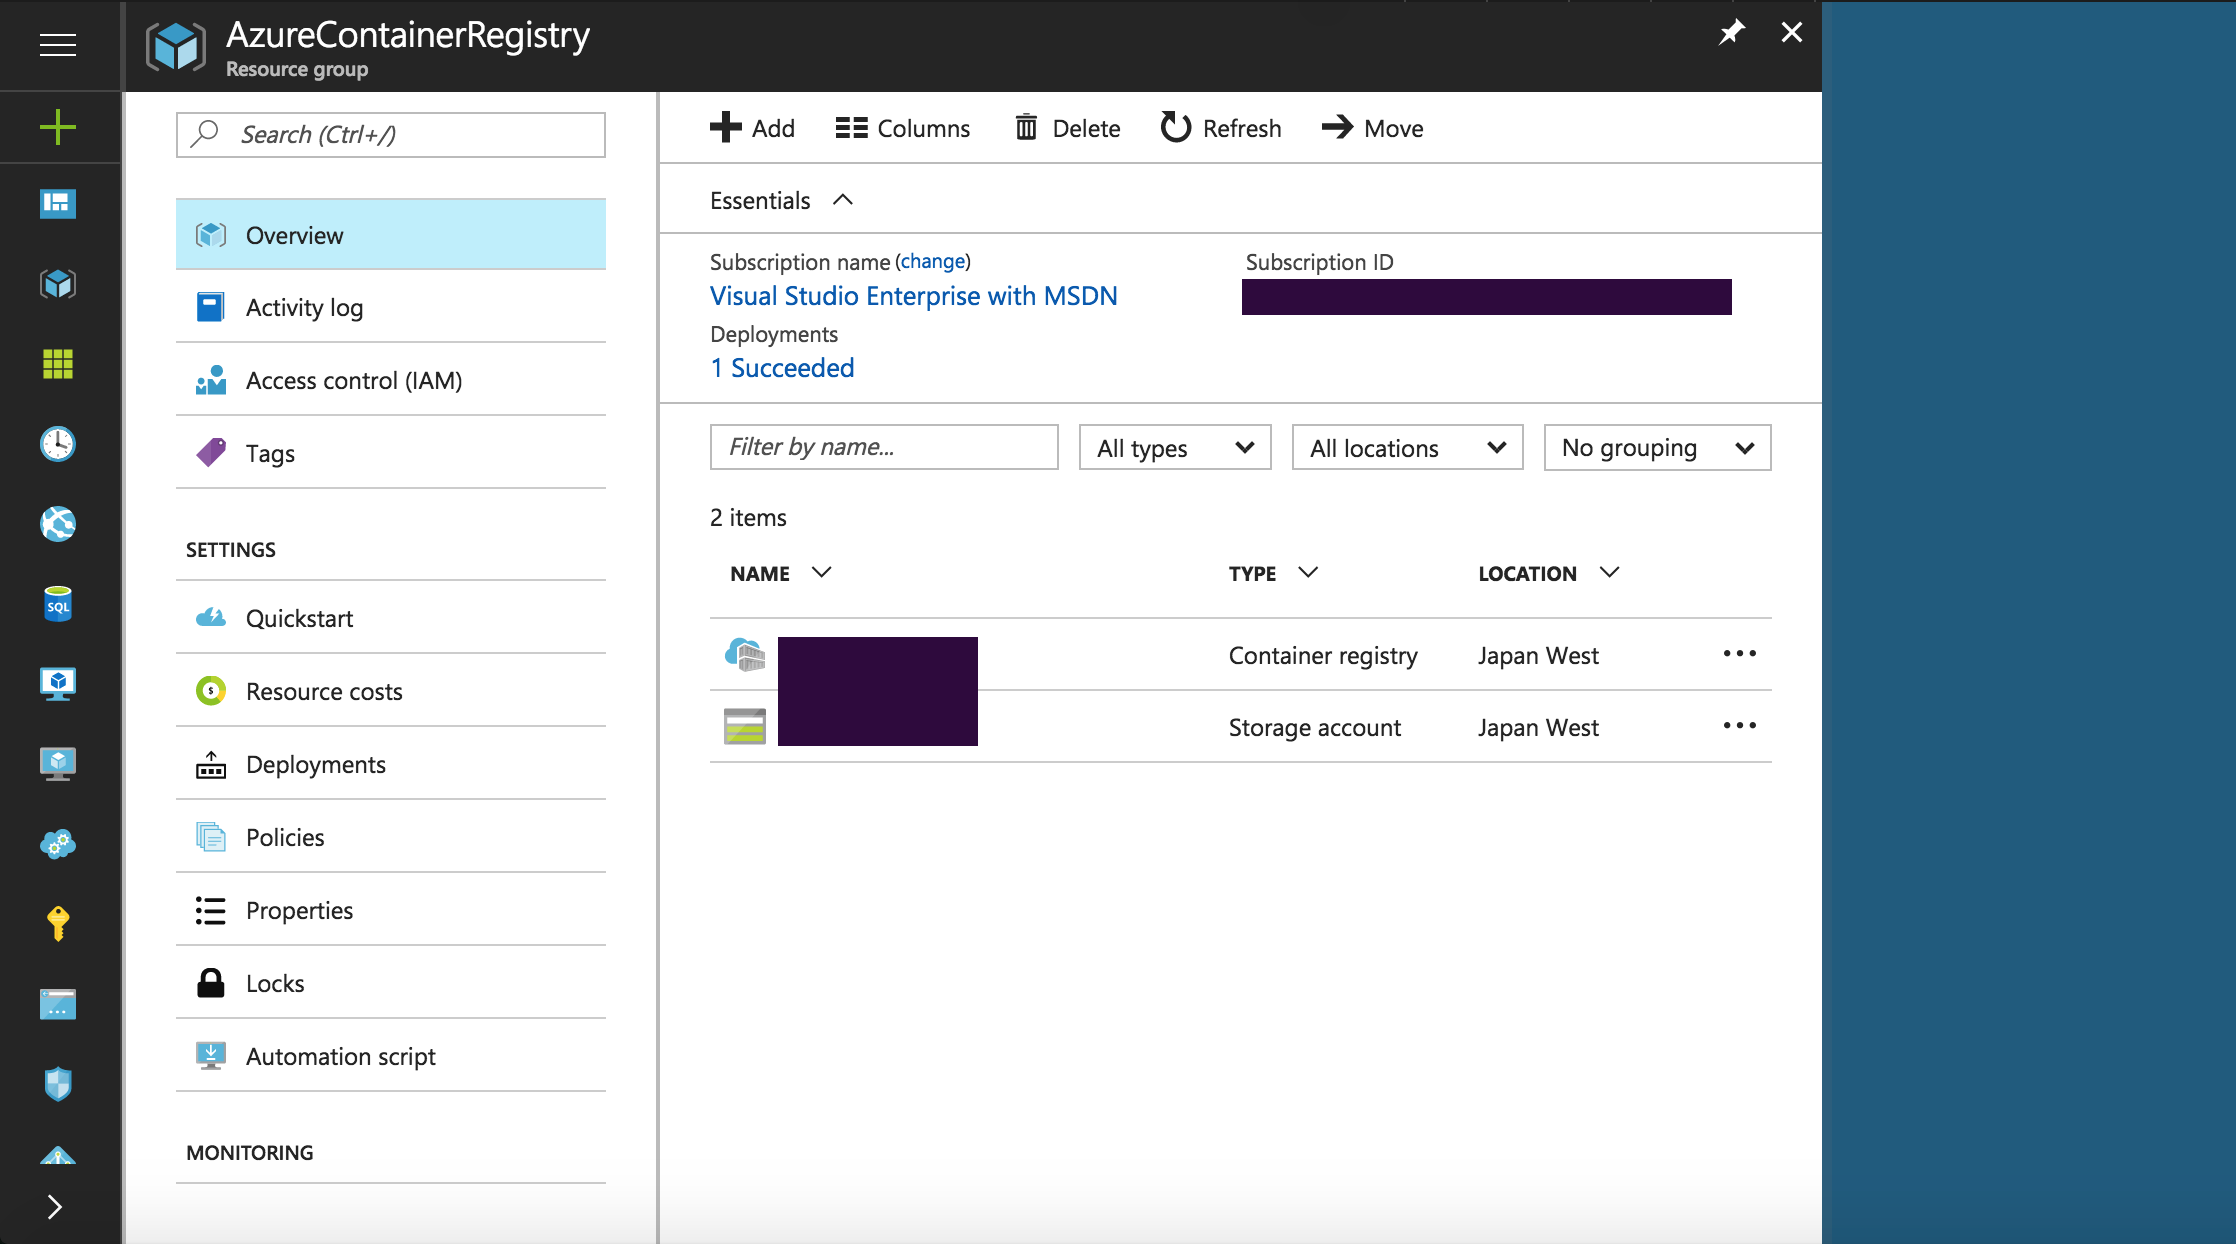 AzureContainerRegistry
Resource group
Search (Ctrl+/)
Overview
Activity log
Access control (IAM)
Tags
SETTINGS
Quickstart
Resource costs
Deployments
Policies
Properties
Locks
Automation script
MONITORING
Add Columns Delete Refresh Move
Essentials
Subscription name (change) Subscription ID
Visual Studio Enterprise with MSDN
Deployments
1 Succeeded
Filter by name... All types All locations No grouping
2 items
NAME TYPE LOCATION
Container registry Japan West
Storage account Japan West
SQL